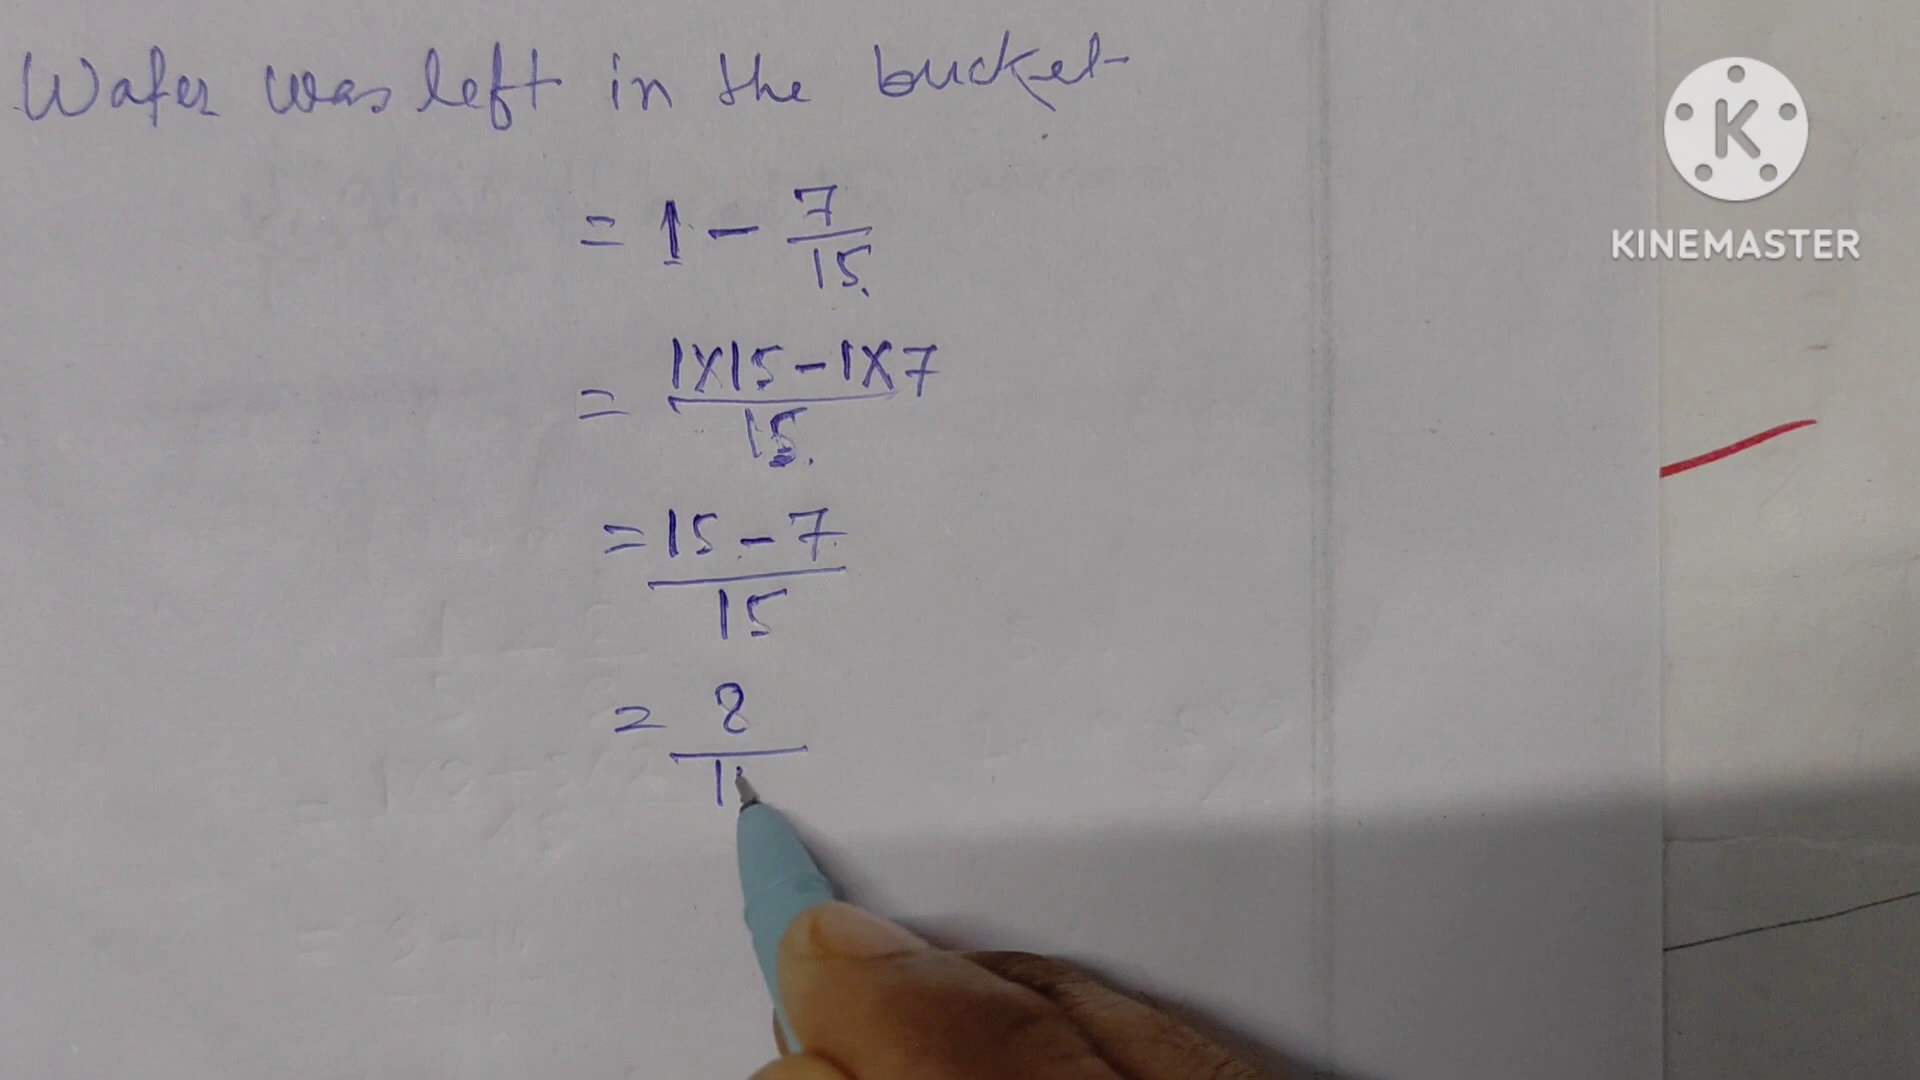 Wafer was left in the bucket
= 1 - 7/15
= 1×15-1×7/15
= 15-7/15
= 8/1
K
KINEMASTER